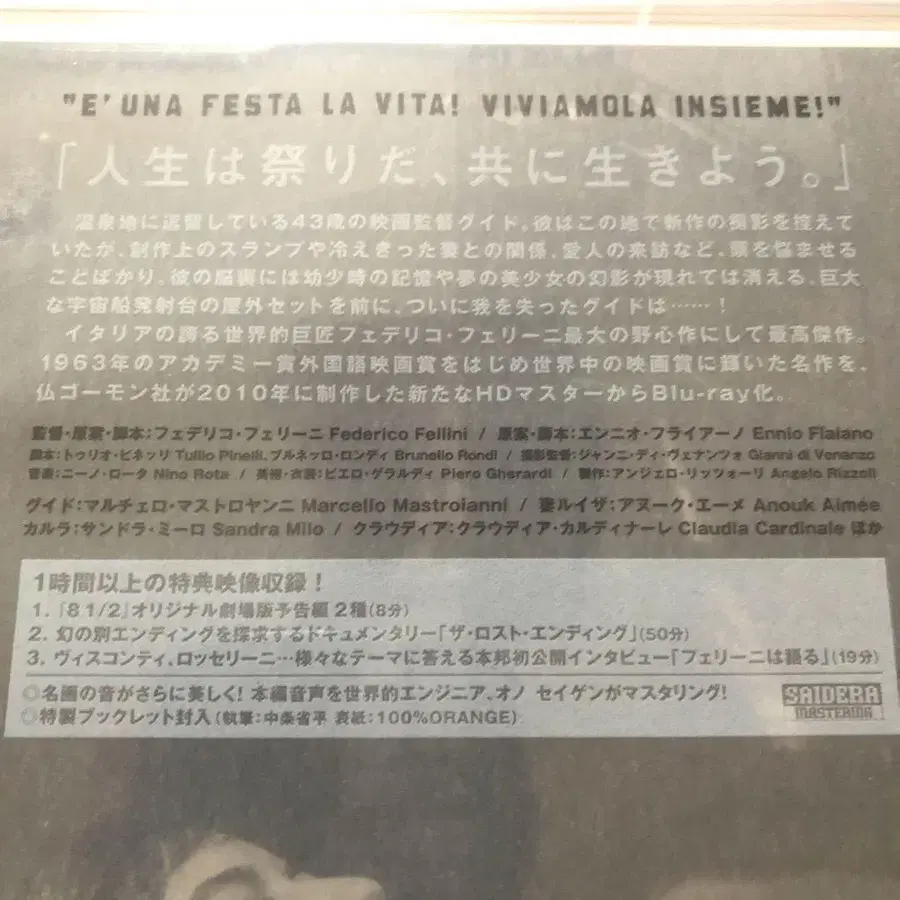 "E' UNA FESTA LA VITA! VIVIAMOLA INSIEME!"
「人生は祭りだ、共に生きよう。」
温泉地に逗留している43歳の映画監督グイド。彼はこの地で新作の撮影を控えて
いたが、創作上のスランプや冷えきった妻との関係、愛人の来訪など、頭を悩ませる
ことばかり。彼の脳裏には幼少時の記憶や夢の美少女の幻影が現れては消える。巨大
な宇宙船発射台の屋外セットを前に、ついに我を失ったグイドは……！
イタリアの誇る世界的巨匠フェデリコ・フェリーニ最大の野心作にして最高傑作。
1963年のアカデミー賞外国語映画賞をはじめ世界中の映画賞に輝いた名作を、
仏ゴーモン社が2010年に制作した新たなHDマスターからBlu-ray化。
監督・原案・脚本：フェデリコ・フェリーニ Federico Fellini / 原案・脚本：エンニオ・フライアーノ Ennio Flaiano
脚本：トゥリオ・ピネッリ Tullio Pinelli、ブルネッロ・ロンディ Brunello Rondi / 撮影監督：ジャンニ・ディ・ヴェナンツォ Gianni di Venanzo
音楽：ニーノ・ロータ Nino Rota / 美術・衣装：ピエロ・ゲラルディ Piero Gherardi / 製作：アンジェロ・リッツォーリ Angelo Rizzoli
グイド：マルチェロ・マストロヤンニ Marcello Mastroianni / 妻ルイザ：アヌーク・エーメ Anouk Aimée
カルラ：サンドラ・ミーロ Sandra Milo / クラウディア：クラウディア・カルディナーレ Claudia Cardinale ほか
1時間以上の特典映像収録！
1. 『8 1/2』オリジナル劇場版予告編 2種(8分)
2. 幻の別エンディングを探求するドキュメンタリー「ザ・ロスト・エンディング」(50分)
3. ヴィスコンティ、ロッセリーニ…様々なテーマに答える本邦初公開インタビュー「フェリーニは語る」(19分)
◎名画の音がさらに美しく！本編音声を世界的エンジニア、オノ セイゲンがマスタリング！
SAIDERA
MASTERING
◎特製ブックレット封入(執筆：中条省平 表紙：100%ORANGE)